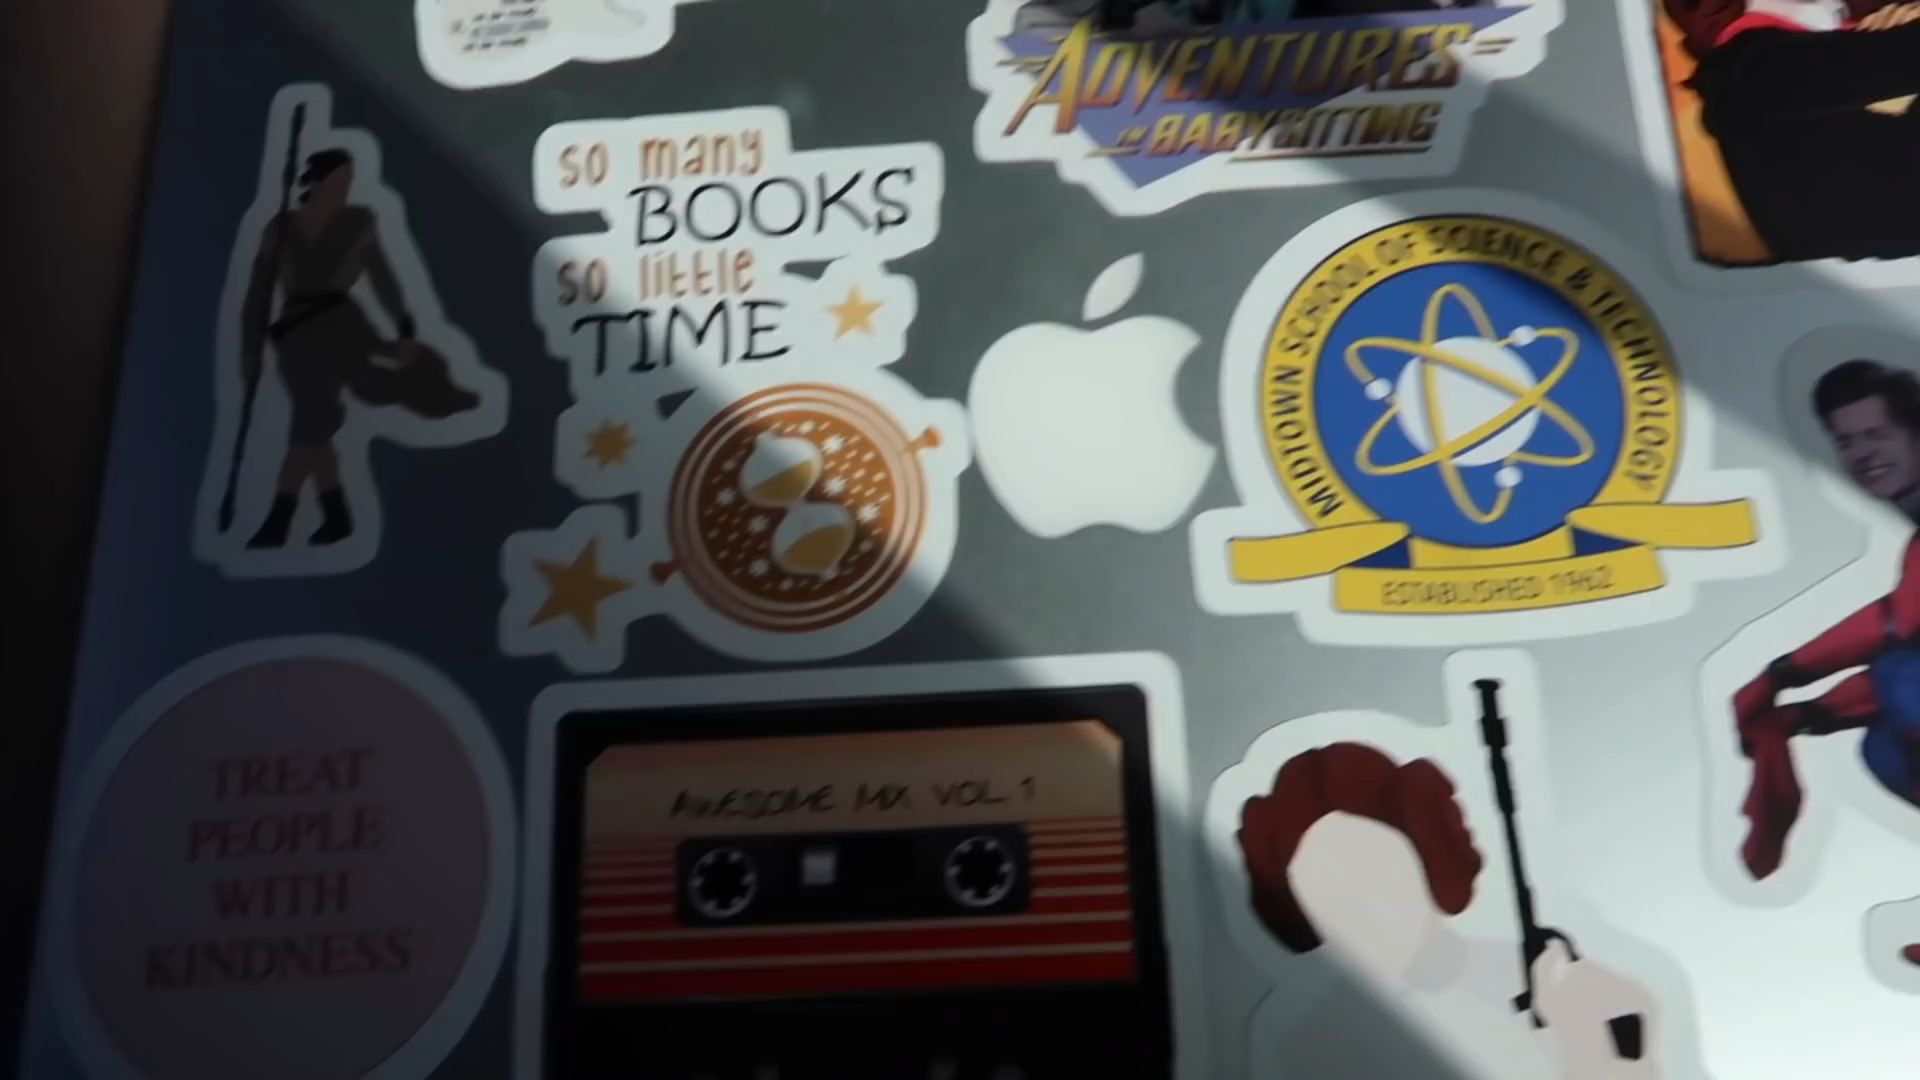 ADVENTURES
IN BABYSITTING
so many
BOOKS
so little
TIME
MIDTOWN SCHOOL OF SCIENCE & TECHNOLOGY
ESTABLISHED 1962
TREAT
PEOPLE
WITH
KINDNESS
AWESOME MIX VOL. 1